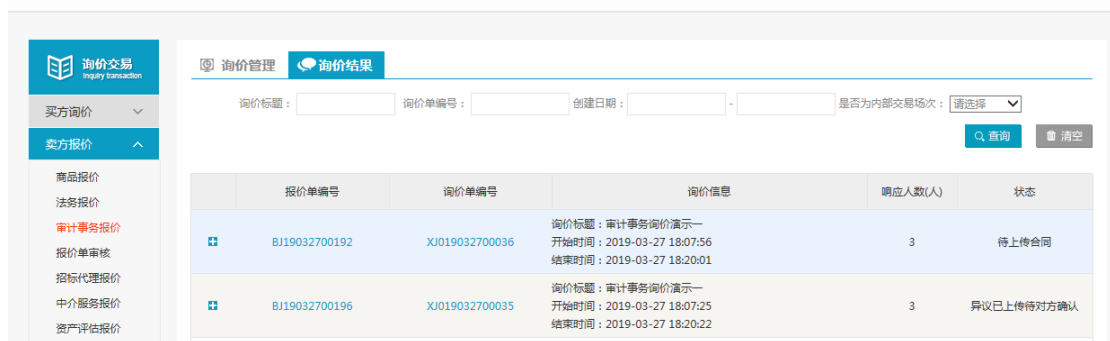 询价交易
Inquiry transaction
买方询价
卖方报价
商品报价
法务报价
审计事务报价
报价单审核
招标代理报价
中介服务报价
资产评估报价
询价管理 询价结果
询价标题： 询价单编号： 创建日期： - 是否为内部交易场次： 请选择
查询 清空
报价单编号 询价单编号 询价信息 响应人数(人) 状态
询价标题：审计事务询价演示一
BJ19032700192 XJ019032700036 开始时间：2019-03-27 18:07:56 3 待上传合同
结束时间：2019-03-27 18:20:01
询价标题：审计事务询价演示一
BJ19032700196 XJ019032700035 开始时间：2019-03-27 18:07:25 3 异议已上传待对方确认
结束时间：2019-03-27 18:20:22